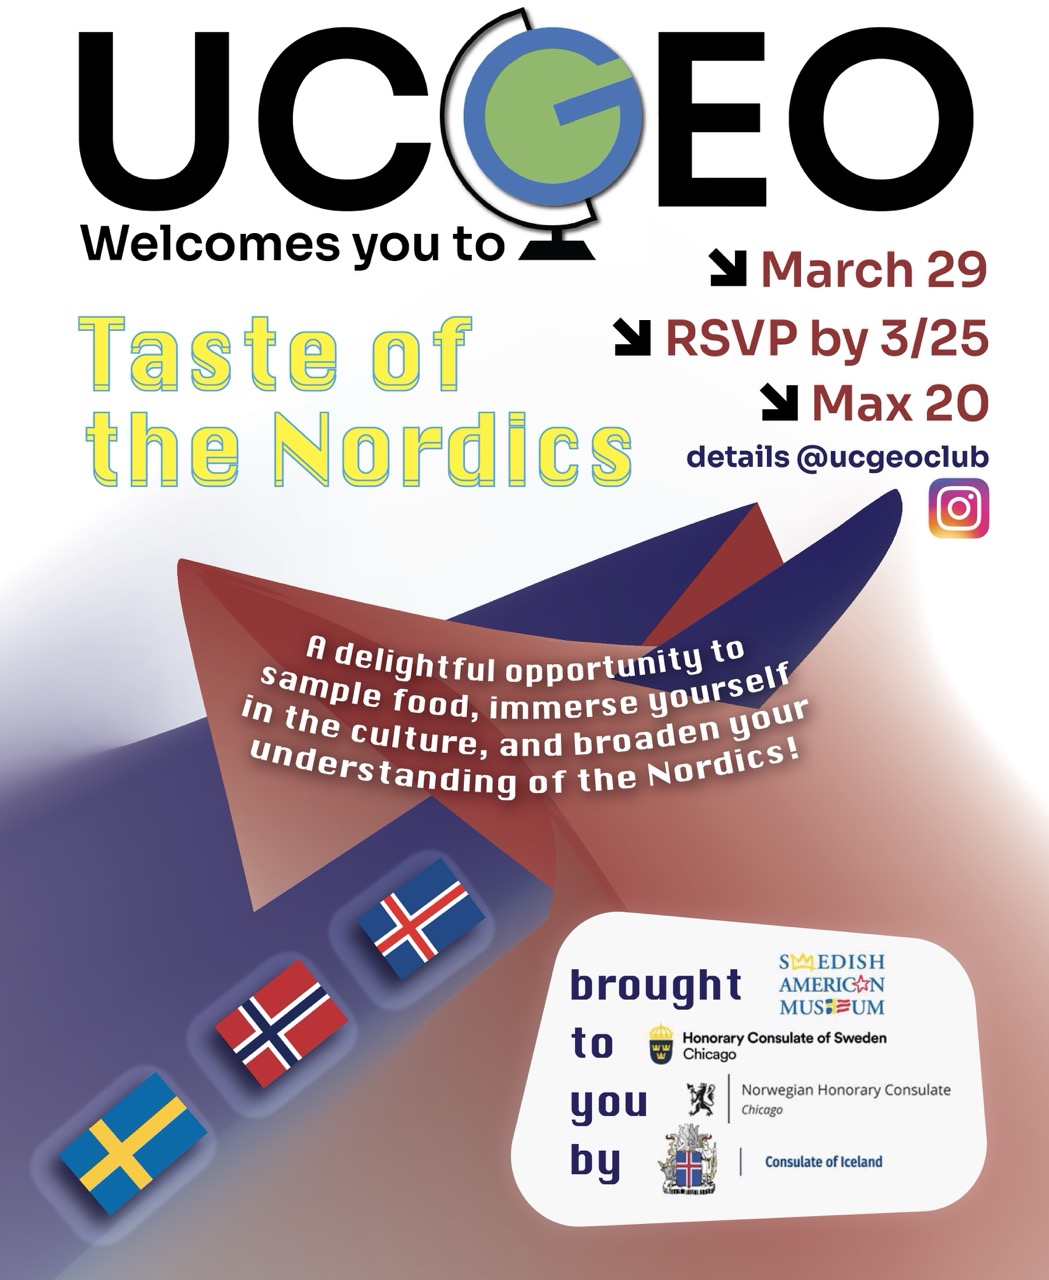 UCGEO
Welcomes you to
March 29
RSVP by 3/25
Max 20
details @ucgeoclub
Taste of
the Nordics
A delightful opportunity to
sample food, immerse yourself
in the culture, and broaden your
understanding of the Nordics!
brought
to
you
by
SWEDISH
AMERICAN
MUSEUM
Honorary Consulate of Sweden
Chicago
Norwegian Honorary Consulate
Chicago
Consulate of Iceland